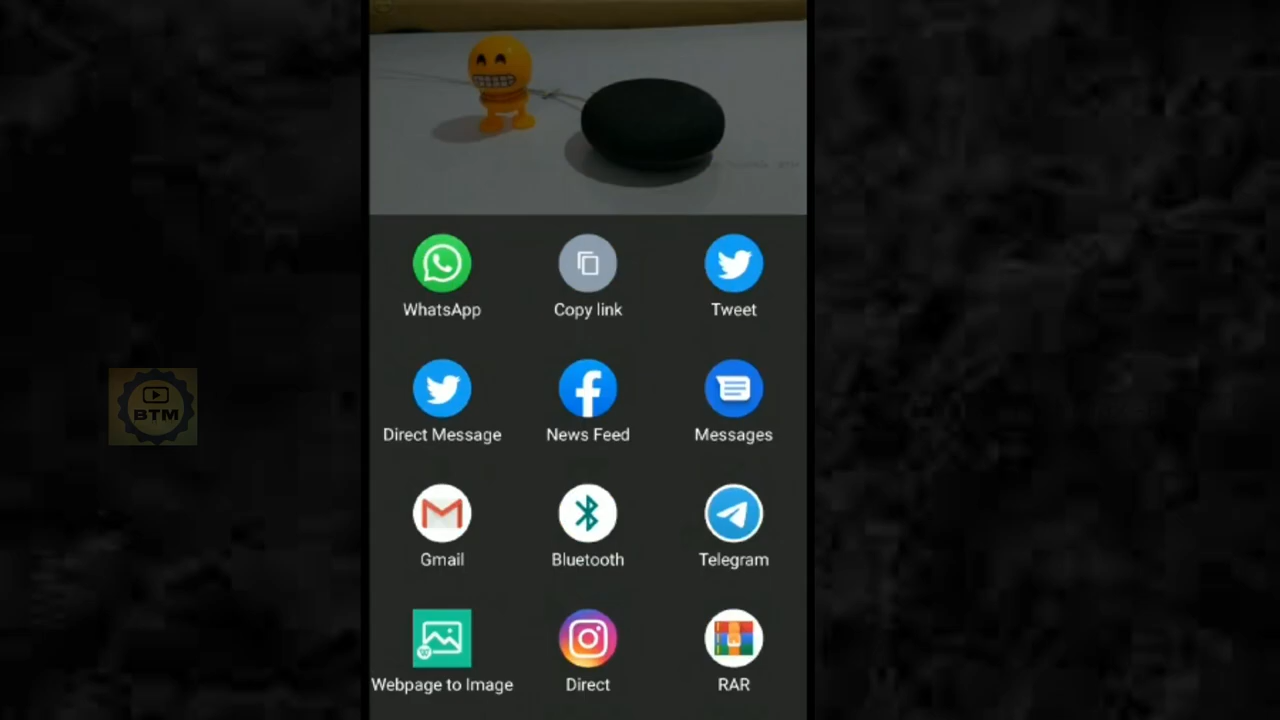 WhatsApp
Copy link
Tweet
Direct Message
News Feed
Messages
BTM
Gmail
Bluetooth
Telegram
Webpage to Image
Direct
RAR